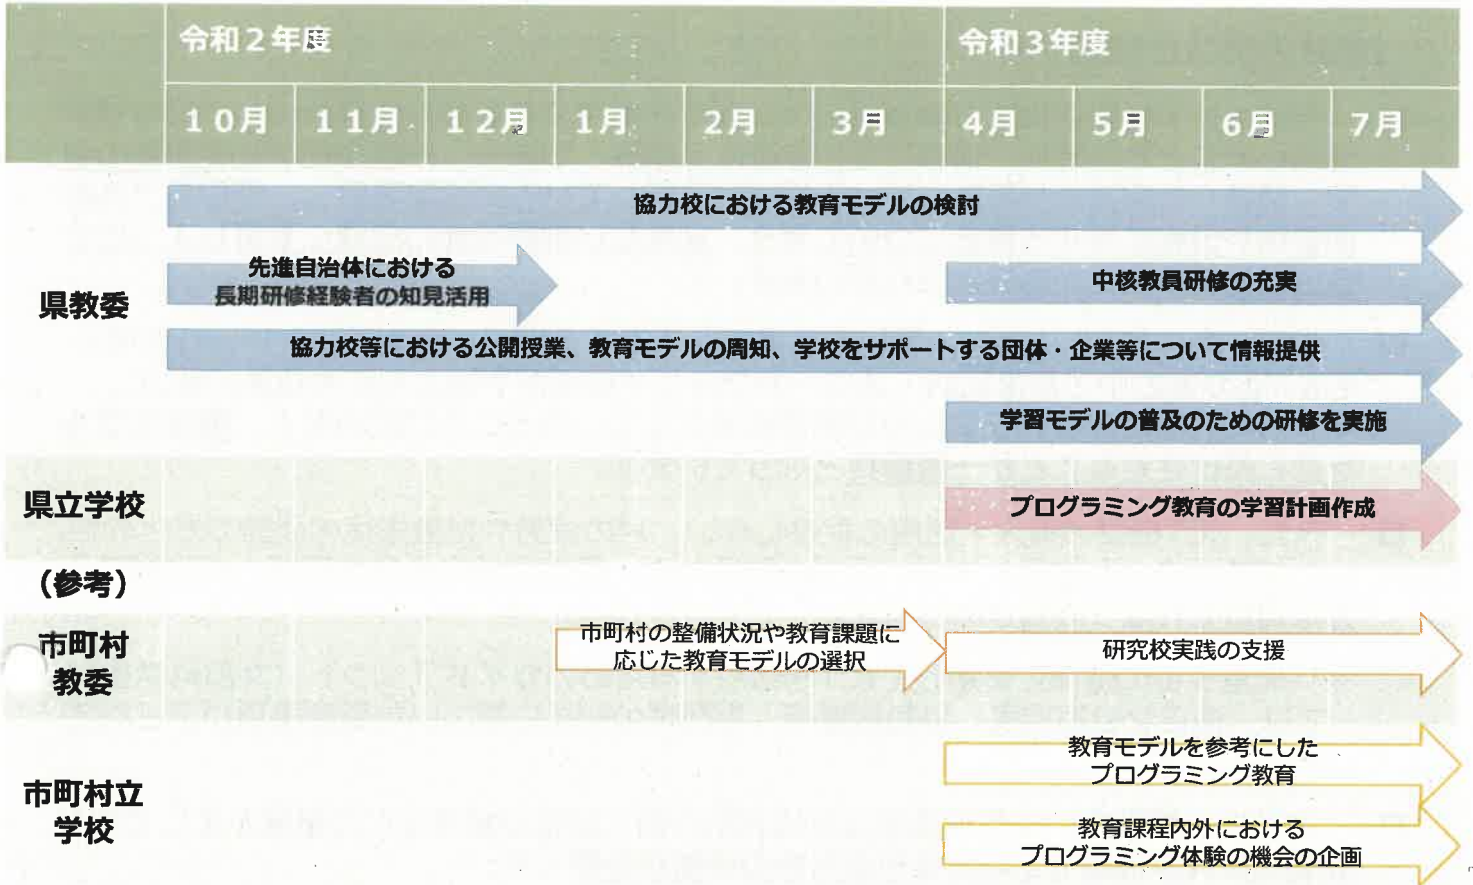 令和２年度
令和３年度
１０月
１１月
１２月
１月
２月
３月
４月
５月
６月
７月
県教委
協力校における教育モデルの検討
先進自治体における
長期研修経験者の知見活用
中核教員研修の充実
協力校等における公開授業、教育モデルの周知、学校をサポートする団体・企業等について情報提供
学習モデルの普及のための研修を実施
県立学校
プログラミング教育の学習計画作成
（参考）
市町村
教委
市町村の整備状況や教育課題に
応じた教育モデルの選択
研究校実践の支援
市町村立
学校
教育モデルを参考にした
プログラミング教育
教育課程内外における
プログラミング体験の機会の企画